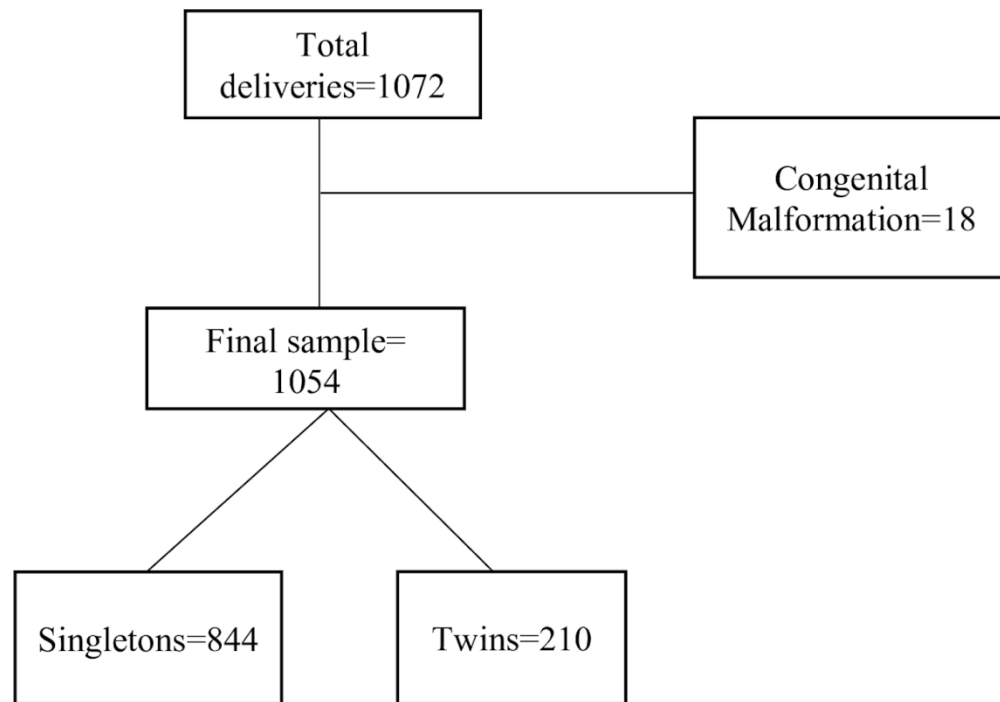 Total
deliveries=1072
Congenital
Malformation=18
Final sample=
1054
Singletons=844
Twins=210